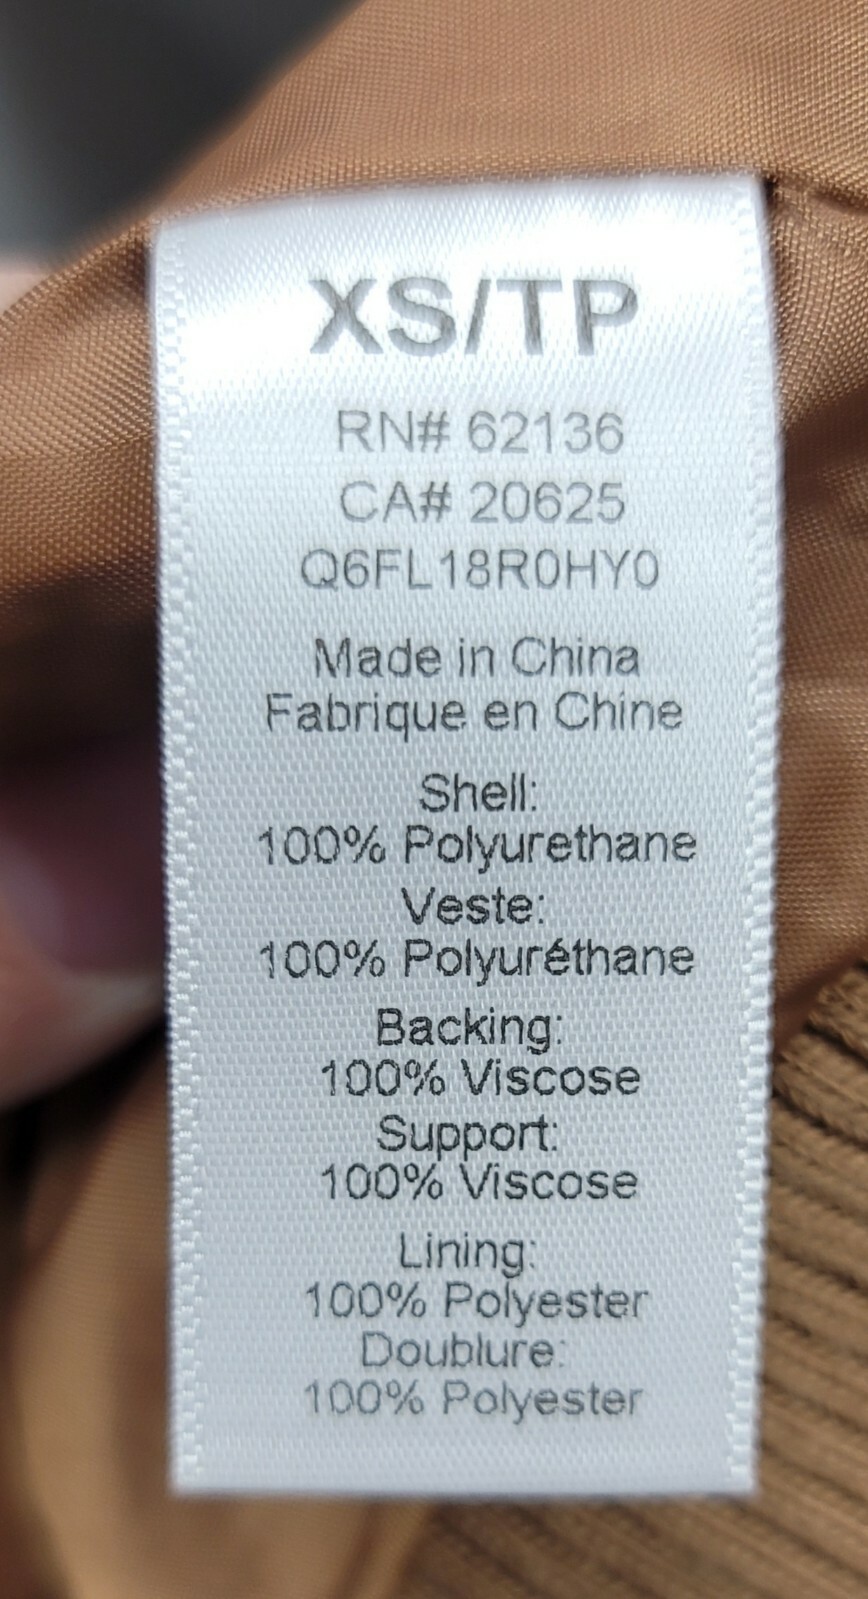 XS/TP
RN# 62136
CA# 20625
Q6FL18R0HY0
Made in China
Fabrique en Chine
Shell:
100% Polyurethane
Veste:
100% Polyuréthane
Backing:
100% Viscose
Support:
100% Viscose
Lining:
100% Polyester
Doublure:
100% Polyester